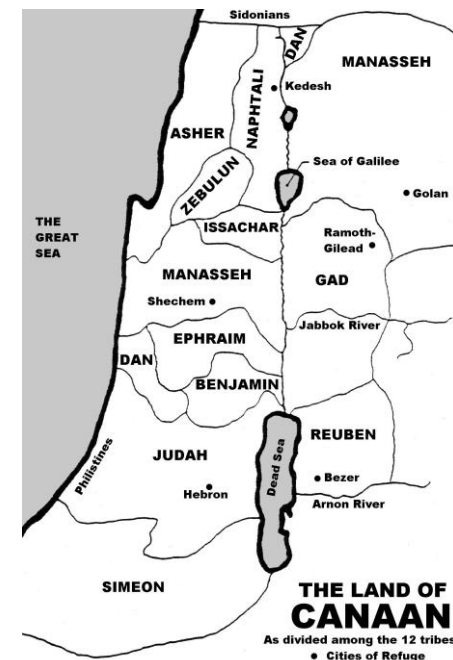 Sidonians
DAN
MANASSEH
Kedesh
NAPHTALI
ASHER
Sea of Galilee
ZEBULUN
Golan
THE
GREAT
SEA
ISSACHAR
Ramoth-
Gilead
MANASSEH
GAD
Shechem
Jabbok River
EPHRAIM
DAN
BENJAMIN
REUBEN
JUDAH
Dead Sea
Philistines
Bezer
Hebron
Arnon River
SIMEON
THE LAND OF
CANAAN
As divided among the 12 tribes
Cities of Refuge